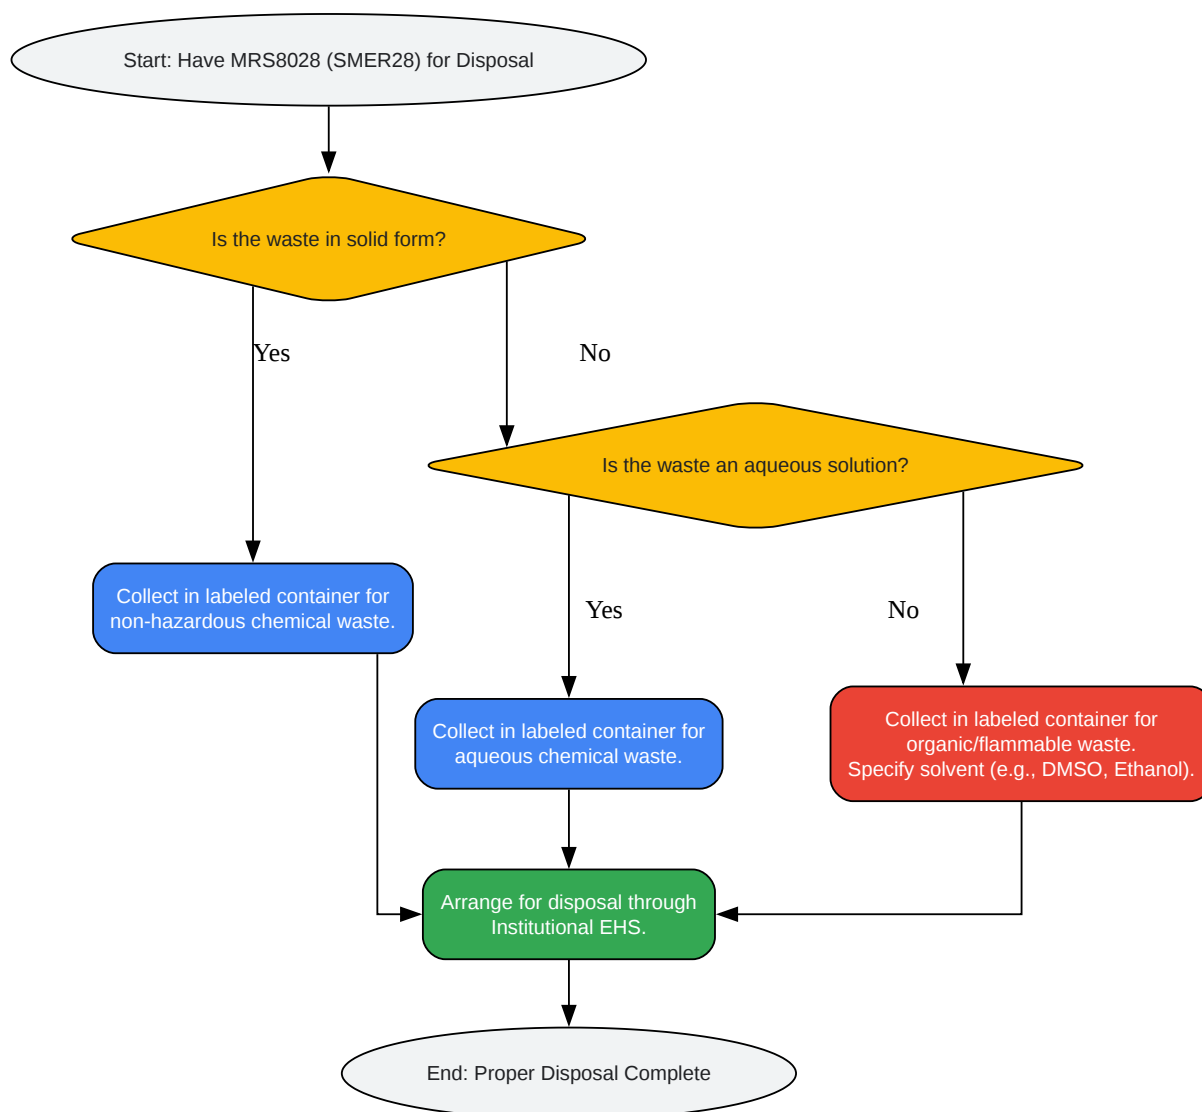 Start: Have MRS8028 (SMER28) for Disposal
Is the waste in solid form?
Yes
No
Is the waste an aqueous solution?
Collect in labeled container for
non-hazardous chemical waste.
Yes
No
Collect in labeled container for
aqueous chemical waste.
Collect in labeled container for
organic/flammable waste.
Specify solvent (e.g., DMSO, Ethanol).
Arrange for disposal through
Institutional EHS.
End: Proper Disposal Complete